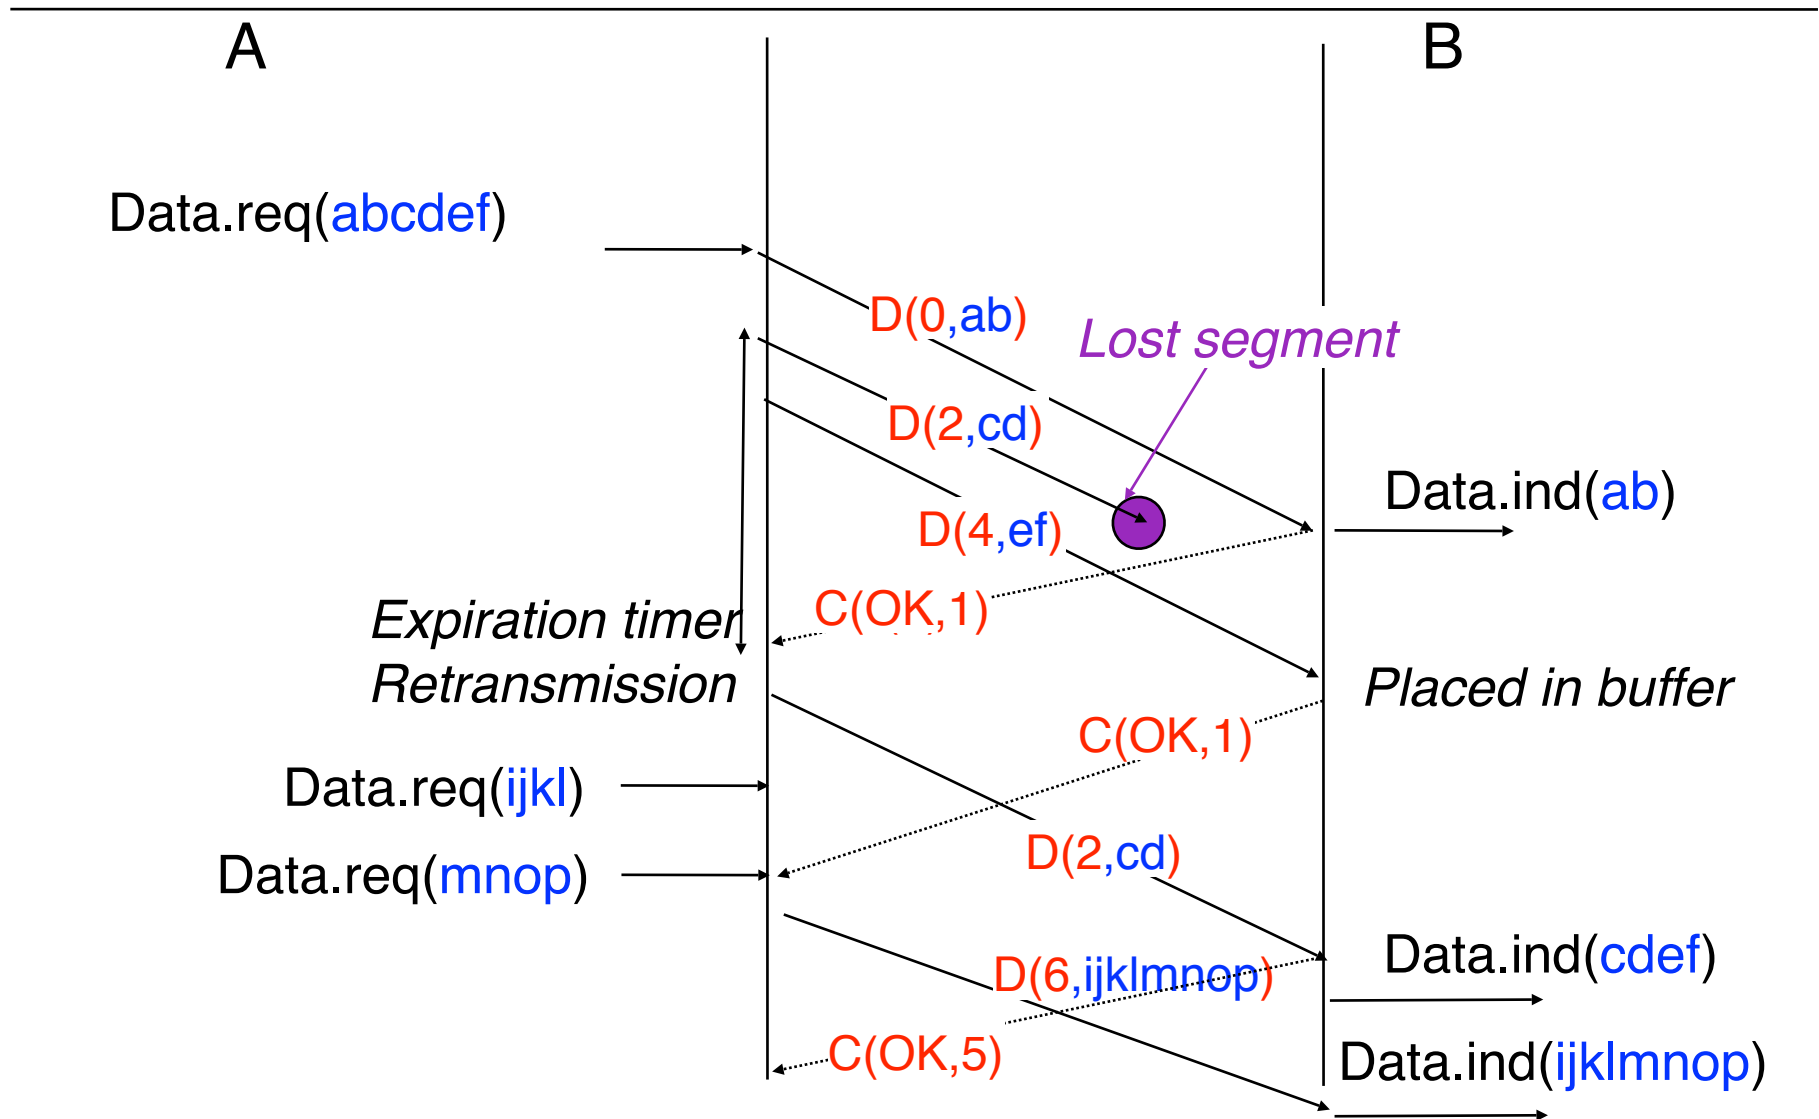 A
B
Data.req(abcdef)
D(0,ab)
Lost segment
D(2,cd)
Data.ind(ab)
D(4,ef)
C(OK,1)
Expiration timer
Retransmission
Placed in buffer
C(OK,1)
Data.req(ijkl)
D(2,cd)
Data.req(mnop)
Data.ind(cdef)
D(6,ijklmnop)
C(OK,5)
Data.ind(ijklmnop)